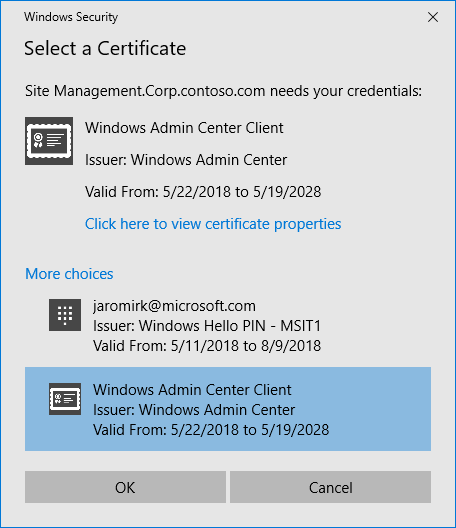 Windows Security
Select a Certificate
Site Management.Corp.contoso.com needs your credentials:
Windows Admin Center Client
Issuer: Windows Admin Center
Valid From: 5/22/2018 to 5/19/2028
Click here to view certificate properties
More choices
jaromirk@microsoft.com
Issuer: Windows Hello PIN - MSIT1
Valid From: 5/11/2018 to 8/9/2018
Windows Admin Center Client
Issuer: Windows Admin Center
Valid From: 5/22/2018 to 5/19/2028
OK
Cancel